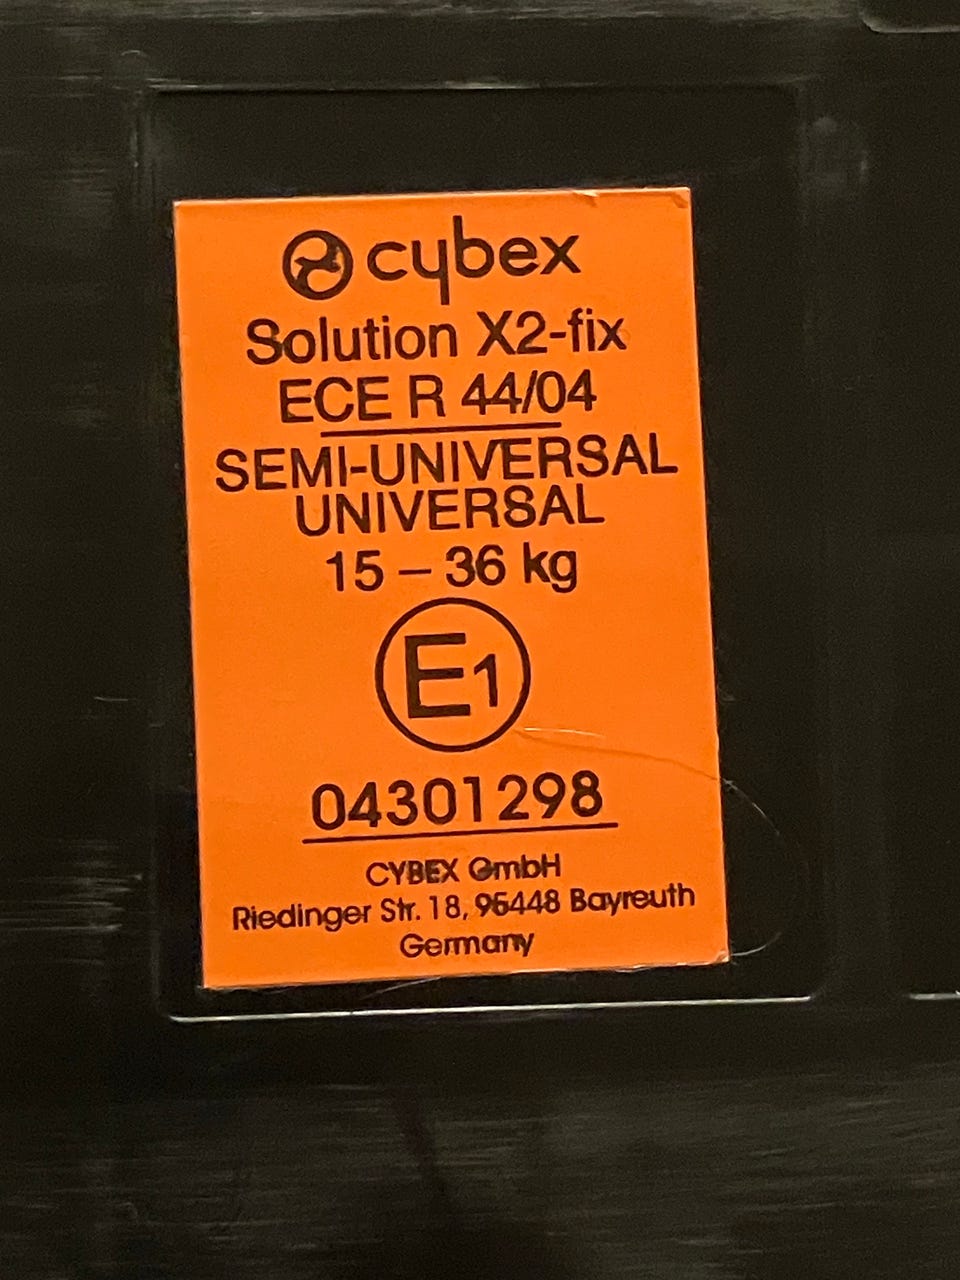 cybex
Solution X2-fix
ECE R 44/04
SEMI-UNIVERSAL
UNIVERSAL
15 – 36 kg
E1
04301298
CYBEX GmbH
Riedinger Str. 18, 95448 Bayreuth
Germany